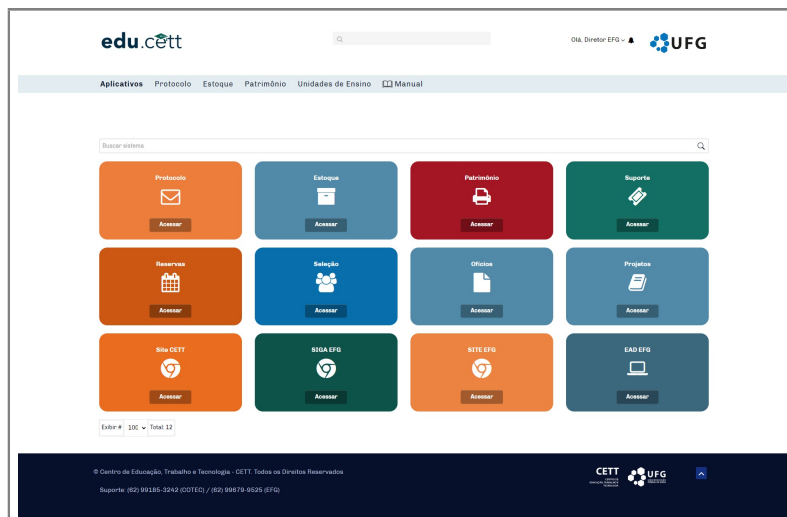 edu.cett
Olá, Diretor EFG
UFG
Aplicativos Protocolo Estoque Patrimônio Unidades de Ensino Manual
Buscar sistema
Protocolo Estoque Patrimônio Suporte
Acessar Acessar Acessar Acessar
Reservas Seleção Ofícios Projetos
Acessar Acessar Acessar Acessar
Site CETT SIGA EFG SITE EFG EAD EFG
Acessar Acessar Acessar Acessar
Exibir # 100 Total: 12
© Centro de Educação, Trabalho e Tecnologia - CETT. Todos os Direitos Reservados
CETT UFG
Suporte: (62) 99185-3242 (COTEC) / (62) 99679-9525 (EFG)